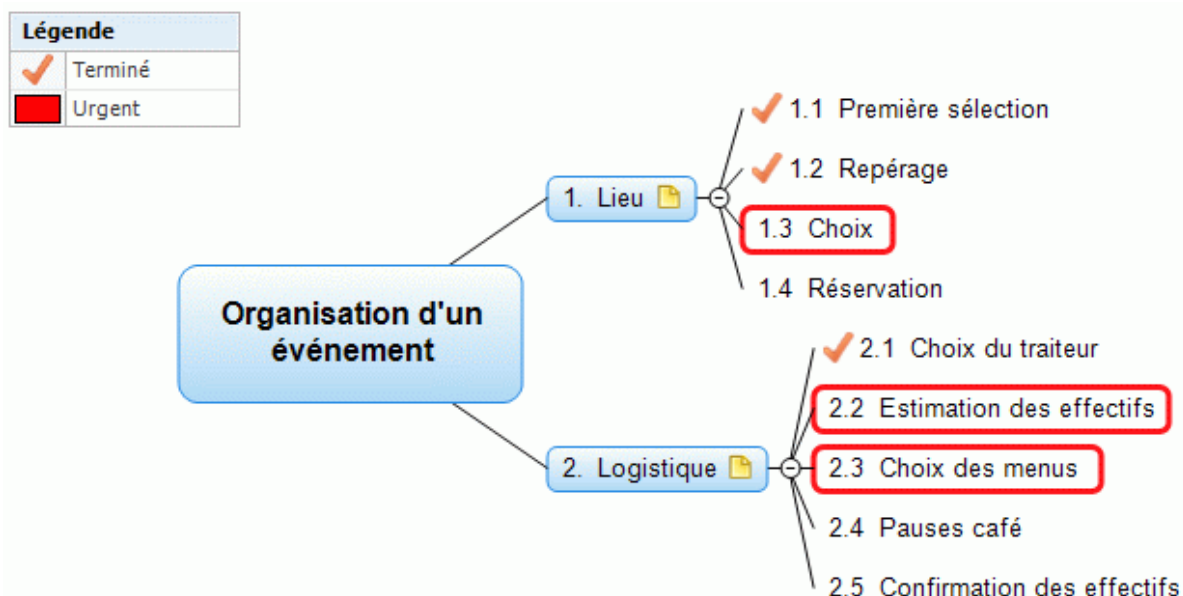 Légende
Terminé
Urgent
1.1 Première sélection
1.2 Repérage
1. Lieu
1.3 Choix
1.4 Réservation
Organisation d'un
événement
2.1 Choix du traiteur
2.2 Estimation des effectifs
2. Logistique
2.3 Choix des menus
2.4 Pauses café
2.5 Confirmation des effectifs